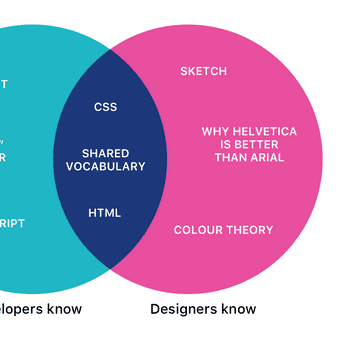 T
SKETCH
CSS
WHY HELVETICA
IS BETTER
THAN ARIAL
"
R
SHARED
VOCABULARY
HTML
RIPT
COLOUR THEORY
elopers know
Designers know